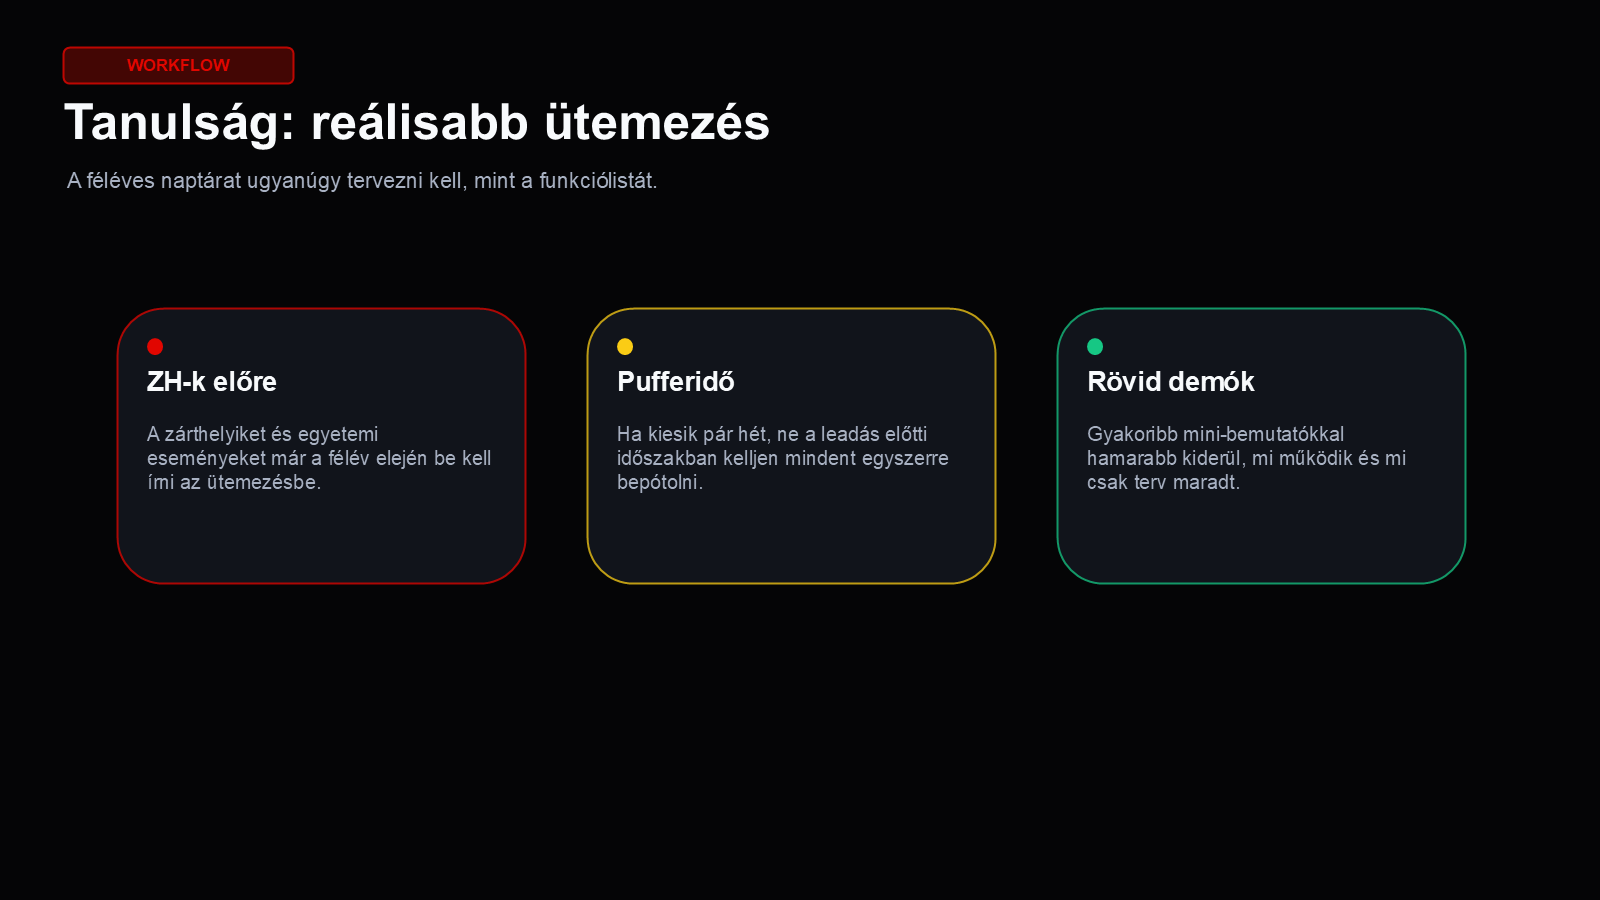 WORKFLOW
Tanulság: reálisabb ütemezés
A féléves naptárat ugyanúgy tervezni kell, mint a funkciólistát.
ZH-k előre
A zárthelyiket és egyetemi
eseményeket már a félév elején be kell
írni az ütemezésbe.
Pufferidő
Ha kiesik pár hét, ne a leadás előtti
időszakban kelljen mindent egyszerre
bepótolni.
Rövid demók
Gyakoribb mini-bemutatókkal
hamarabb kiderül, mi működik és mi
csak terv maradt.